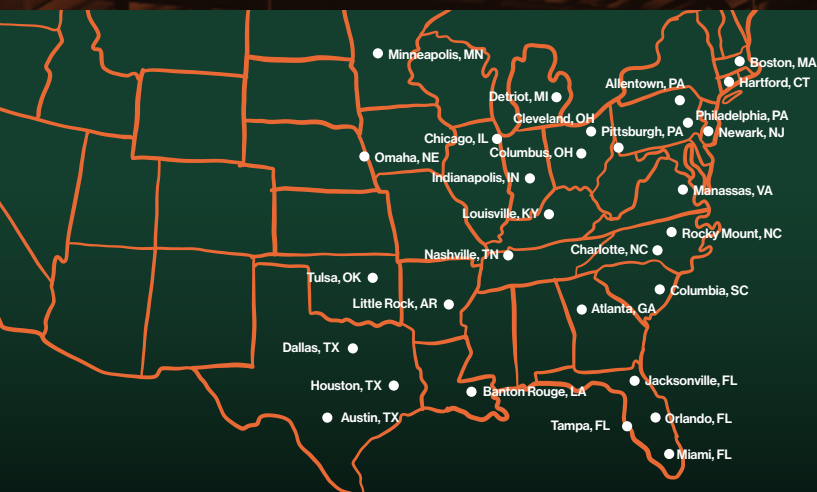 Minneapolis, MN
Boston, MA
Hartford, CT
Allentown, PA
Detriot, MI
Philadelphia, PA
Cleveland, OH
Newark, NJ
Pittsburgh, PA
Chicago, IL
Columbus, OH
Omaha, NE
Indianapolis, IN
Manassas, VA
Louisville, KY
Rocky Mount, NC
Charlotte, NC
Nashville, TN
Tulsa, OK
Columbia, SC
Little Rock, AR
Atlanta, GA
Dallas, TX
Jacksonville, FL
Houston, TX
Banton Rouge, LA
Austin, TX
Orlando, FL
Tampa, FL
Miami, FL